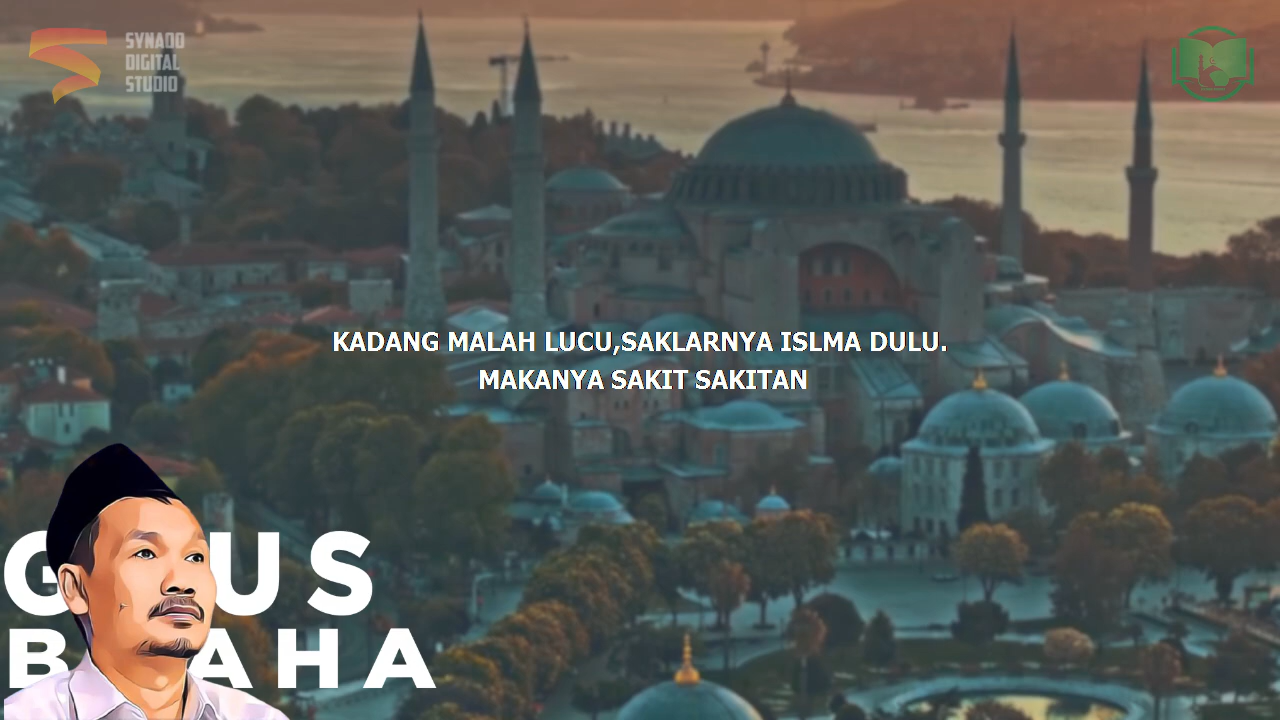 SYNADO
DIGITAL
STUDIO
KADANG MALAH LUCU,SAKLARNYA ISLMA DULU.
MAKANYA SAKIT SAKITAN
GUS
BAHA